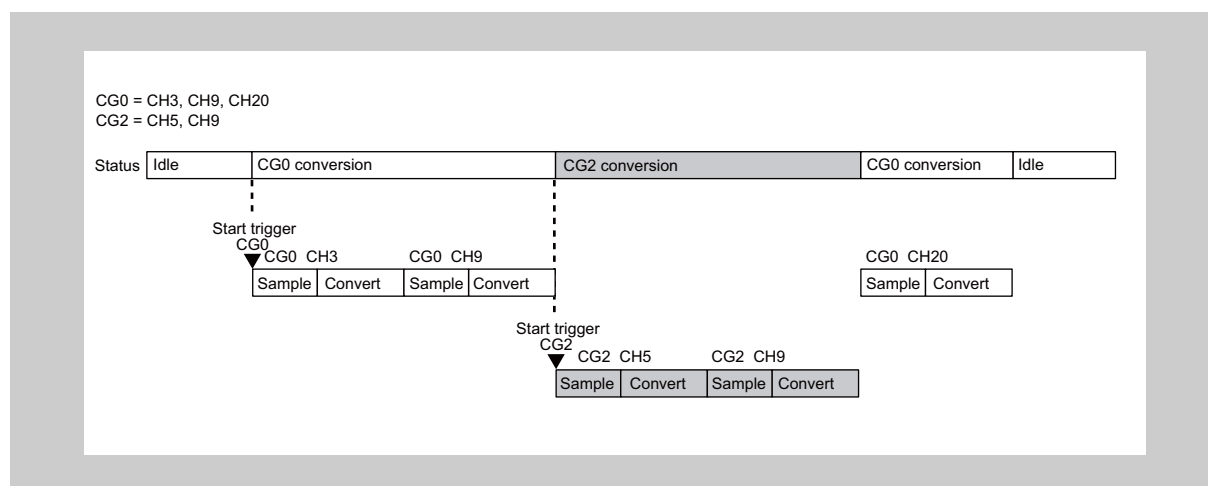 CG0 = CH3, CH9, CH20
CG2 = CH5, CH9
Status Idle CG0 conversion CG2 conversion CG0 conversion Idle
Start trigger
CG0
CG0 CH3 CG0 CH9 CG0 CH20
Sample Convert Sample Convert Sample Convert
Start trigger
CG2
CG2 CH5 CG2 CH9
Sample Convert Sample Convert